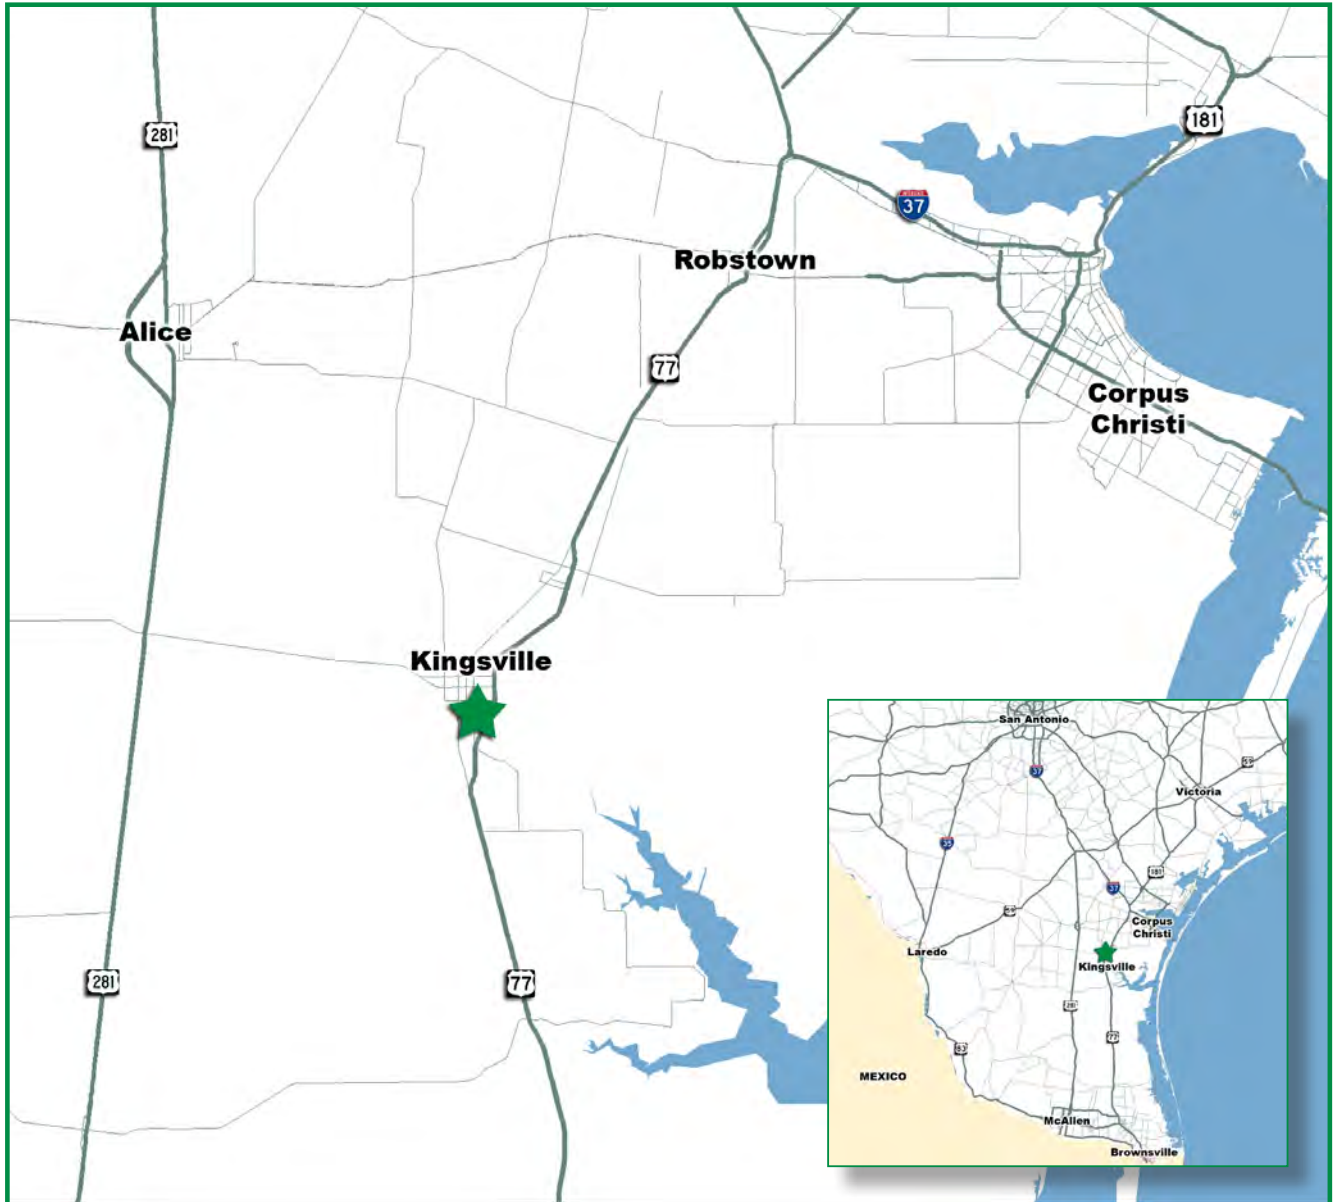 281
181
INTERSTATE
37
Robstown
Alice
77
Corpus
Christi
Kingsville
281
77
San Antonio
37
59
Victoria
35
181
37
59
Corpus
Christi
Laredo
Kingsville
281
77
83
MEXICO
McAllen
Brownsville